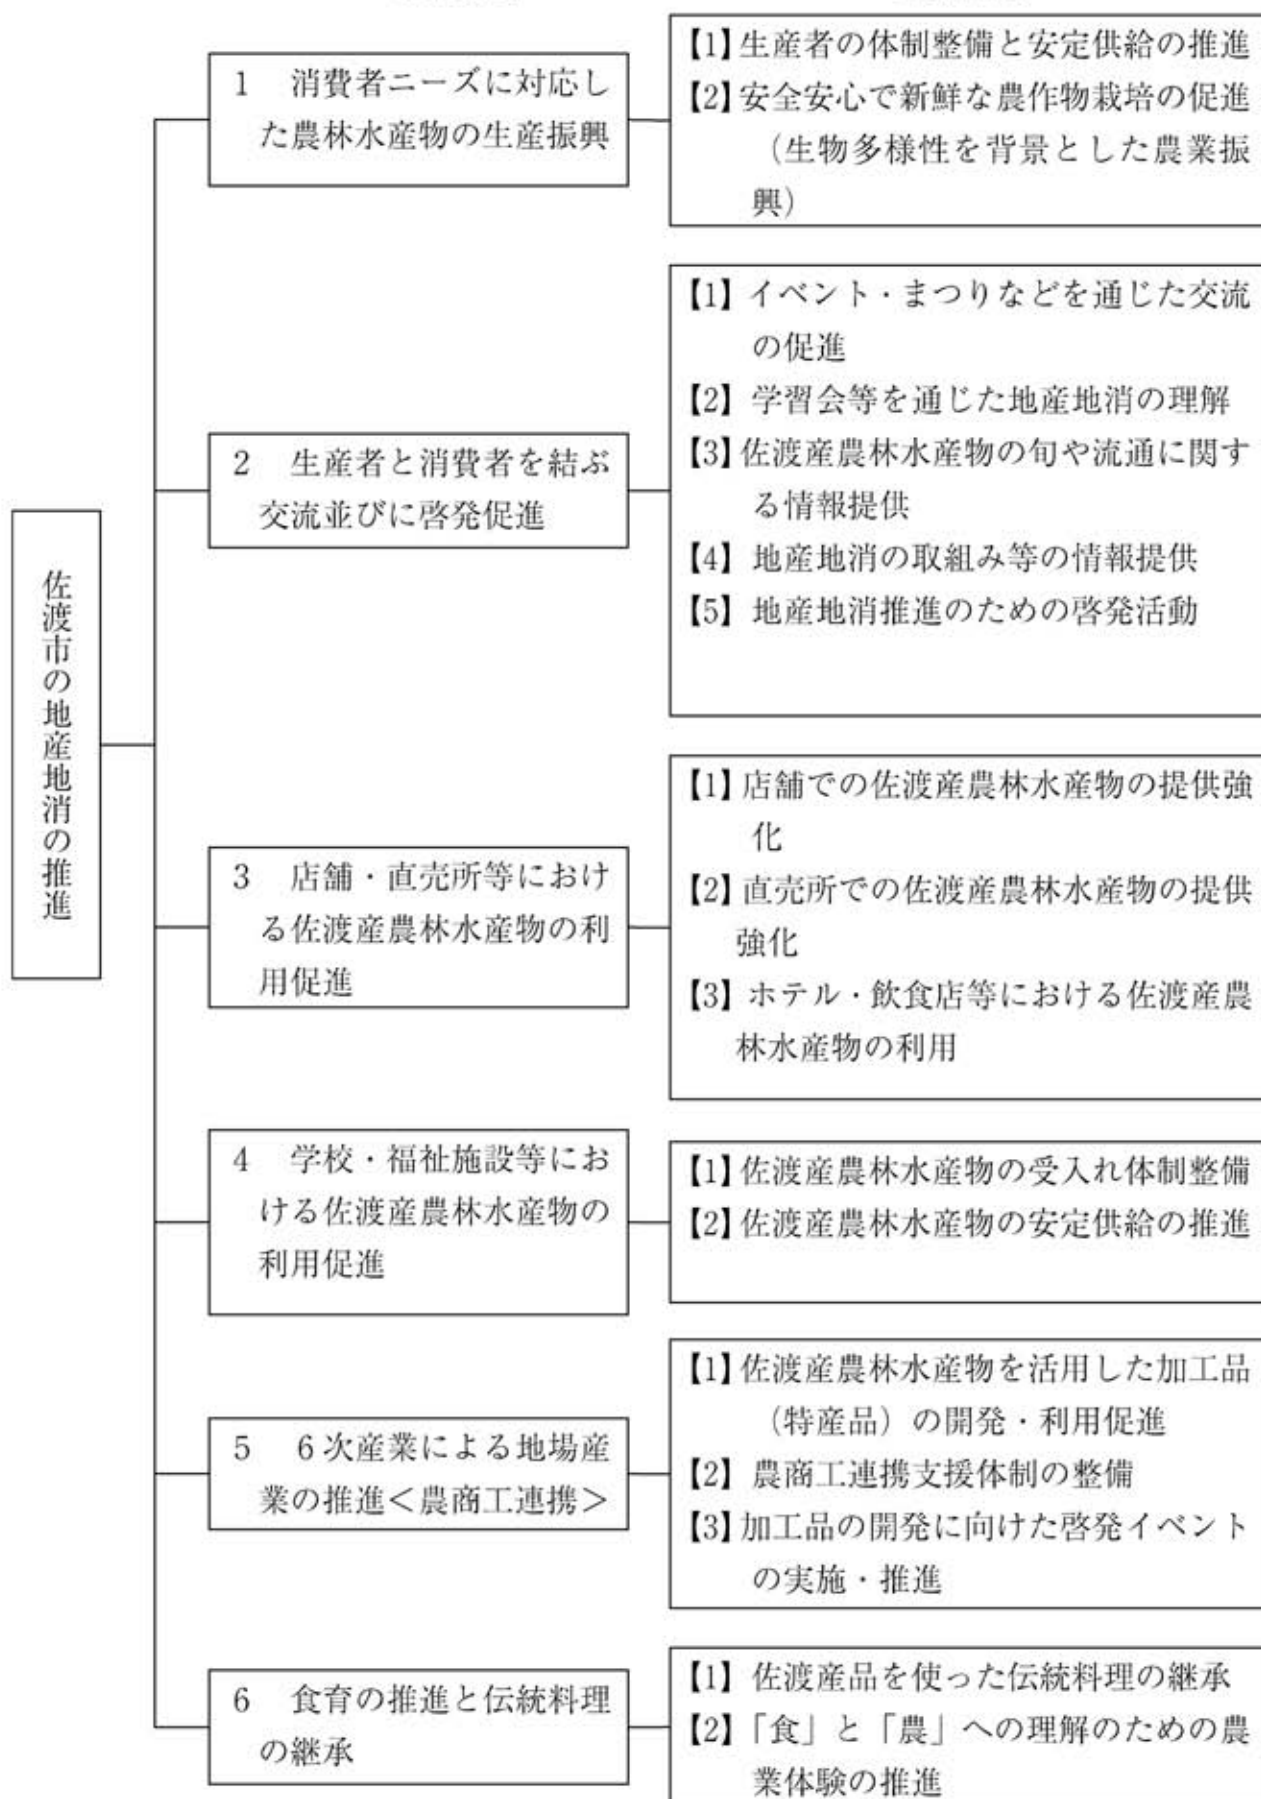 佐渡市の地産地消の推進
1　消費者ニーズに対応し
た農林水産物の生産振興
【1】生産者の体制整備と安定供給の推進
【2】安全安心で新鮮な農作物栽培の促進
（生物多様性を背景とした農業振
興）
2　生産者と消費者を結ぶ
交流並びに啓発促進
【1】イベント・まつりなどを通じた交流
の促進
【2】学習会等を通じた地産地消の理解
【3】佐渡産農林水産物の旬や流通に関す
る情報提供
【4】地産地消の取組み等の情報提供
【5】地産地消推進のための啓発活動
3　店舗・直売所等におけ
る佐渡産農林水産物の利
用促進
【1】店舗での佐渡産農林水産物の提供強
化
【2】直売所での佐渡産農林水産物の提供
強化
【3】ホテル・飲食店等における佐渡産農
林水産物の利用
4　学校・福祉施設等にお
ける佐渡産農林水産物の
利用促進
【1】佐渡産農林水産物の受入れ体制整備
【2】佐渡産農林水産物の安定供給の推進
5　６次産業による地場産
業の推進＜農商工連携＞
【1】佐渡産農林水産物を活用した加工品
（特産品）の開発・利用促進
【2】農商工連携支援体制の整備
【3】加工品の開発に向けた啓発イベント
の実施・推進
6　食育の推進と伝統料理
の継承
【1】佐渡産品を使った伝統料理の継承
【2】「食」と「農」への理解のための農
業体験の推進